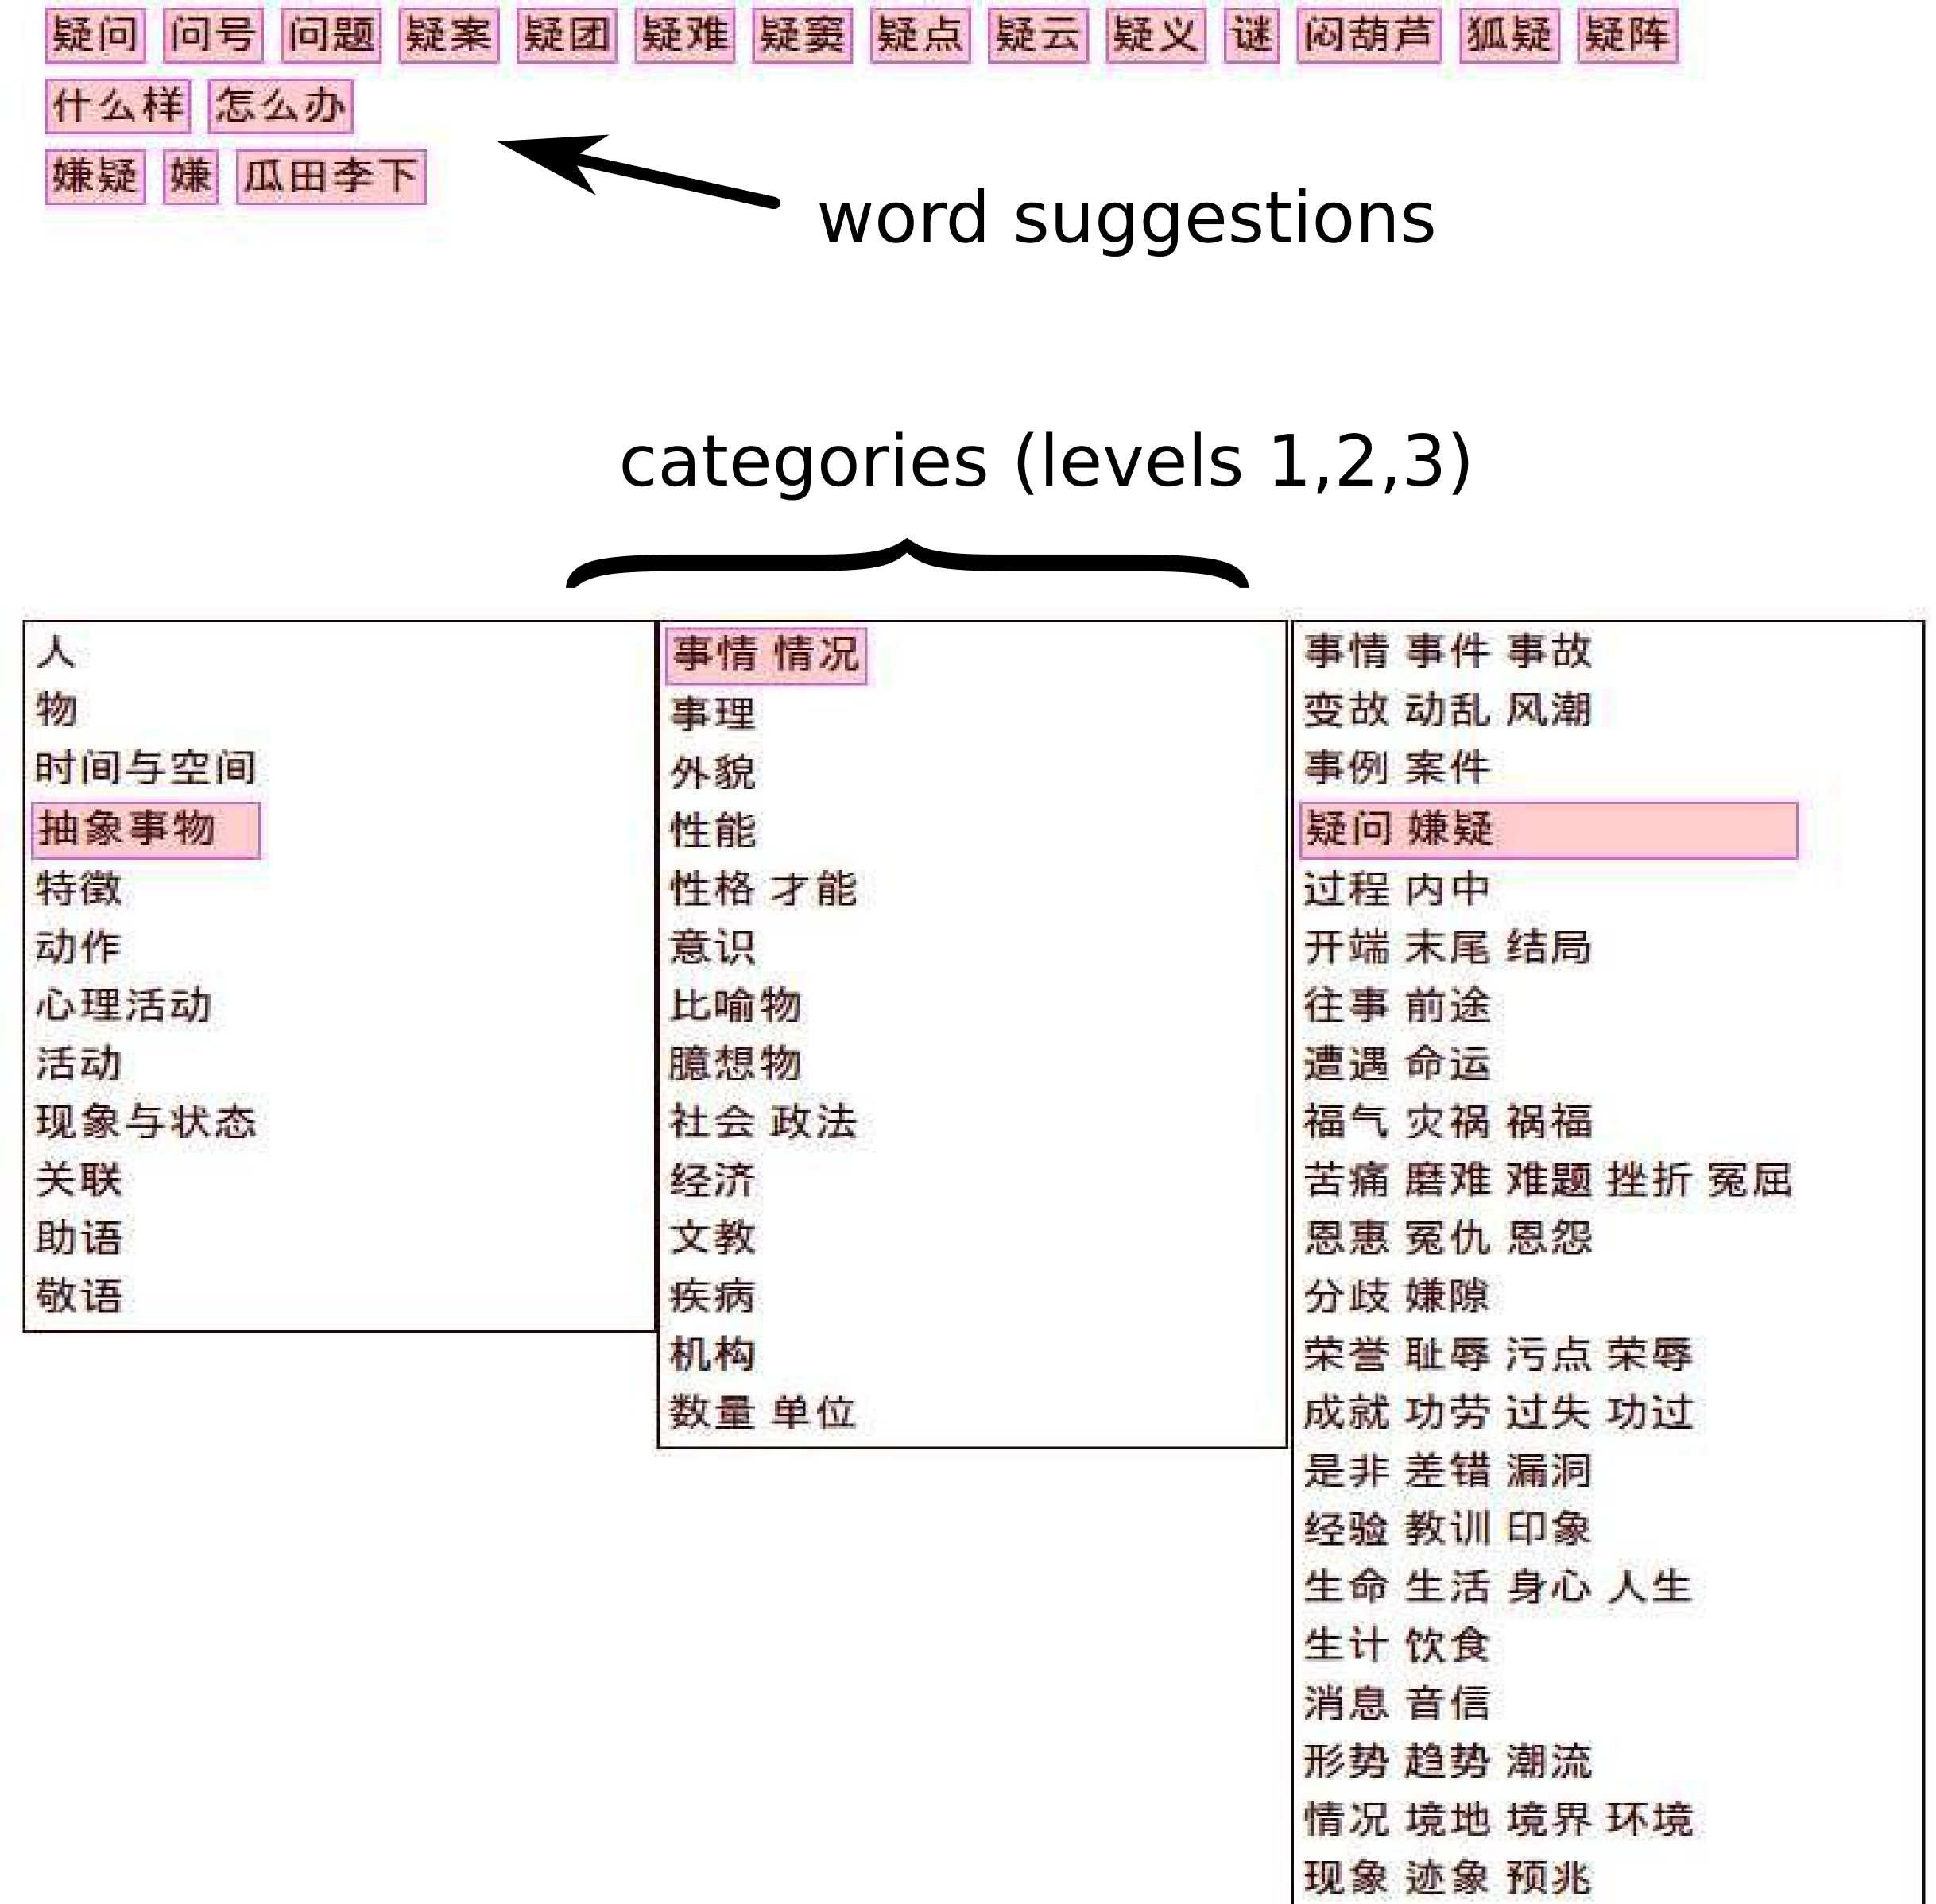 疑问 问号 问题 疑案 疑团 疑难 疑窦 疑点 疑云 疑义 谜 闷葫芦 狐疑 疑阵
什么样 怎么办
嫌疑 嫌 瓜田李下
word suggestions
categories (levels 1,2,3)
人
物
时间与空间
抽象事物
特徵
动作
心理活动
活动
现象与状态
关联
助语
敬语
事情 情况
事理
外貌
性能
性格 才能
意识
比喻物
臆想物
社会 政法
经济
文教
疾病
机构
数量 单位
事情 事件 事故
变故 动乱 风潮
事例 案件
疑问 嫌疑
过程 内中
开端 末尾 结局
往事 前途
遭遇 命运
福气 灾祸 祸福
苦痛 磨难 难题 挫折 冤屈
恩惠 冤仇 恩怨
分歧 嫌隙
荣誉 耻辱 污点 荣辱
成就 功劳 过失 功过
是非 差错 漏洞
经验 教训 印象
生命 生活 身心 人生
生计 饮食
消息 音信
形势 趋势 潮流
情况 境地 境界 环境
现象 迹象 预兆